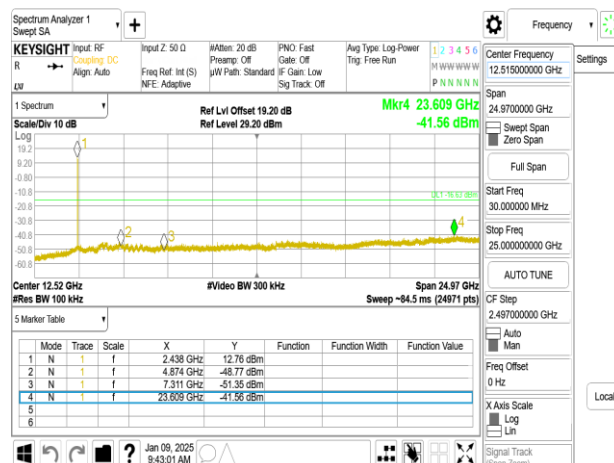 Spectrum Analyzer 1
Swept SA
Frequency
KEYSIGHT
R
Input: RF
Coupling: DC
Align: Auto
Input Z: 50 Ω
Freq Ref: Int (S)
NFE: Adaptive
#Atten: 20 dB
Preamp: Off
µW Path: Standard
PNO: Fast
Gate: Off
IF Gain: Low
Sig Track: Off
Avg Type: Log-Power
Trig: Free Run
1 2 3 4 5 6
M W W W W W
P N N N N N
1 Spectrum
Scale/Div 10 dB
Ref Lvl Offset 19.20 dB
Ref Level 29.20 dBm
Mkr4 23.609 GHz
-41.56 dBm
Log
19.2
9.20
-0.80
-10.8
-20.8
-30.8
-40.8
-50.8
-60.8
1
2
3
4
Center 12.52 GHz
#Res BW 100 kHz
#Video BW 300 kHz
Span 24.97 GHz
Sweep ~84.5 ms (24971 pts)
5 Marker Table
Mode Trace Scale X Y Function Function Width Function Value
1 N 1 f 2.438 GHz 12.76 dBm
2 N 1 f 4.874 GHz -48.77 dBm
3 N 1 f 7.311 GHz -51.35 dBm
4 N 1 f 23.609 GHz -41.56 dBm
5
6
Jan 09, 2025
9:43:01 AM
Center Frequency
12.515000000 GHz
Span
24.9700000 GHz
Swept Span
Zero Span
Full Span
Start Freq
30.000000 MHz
Stop Freq
25.000000000 GHz
AUTO TUNE
CF Step
2.497000000 GHz
Auto
Man
Freq Offset
0 Hz
X Axis Scale
Log
Lin
Signal Track
Settings
Local